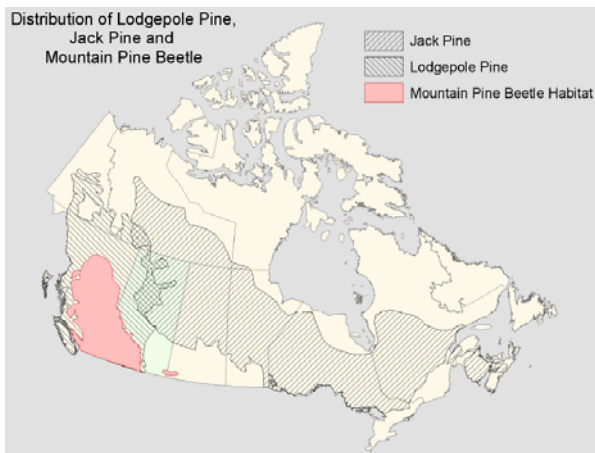 Distribution of Lodgepole Pine,
Jack Pine and
Mountain Pine Beetle
Jack Pine
Lodgepole Pine
Mountain Pine Beetle Habitat